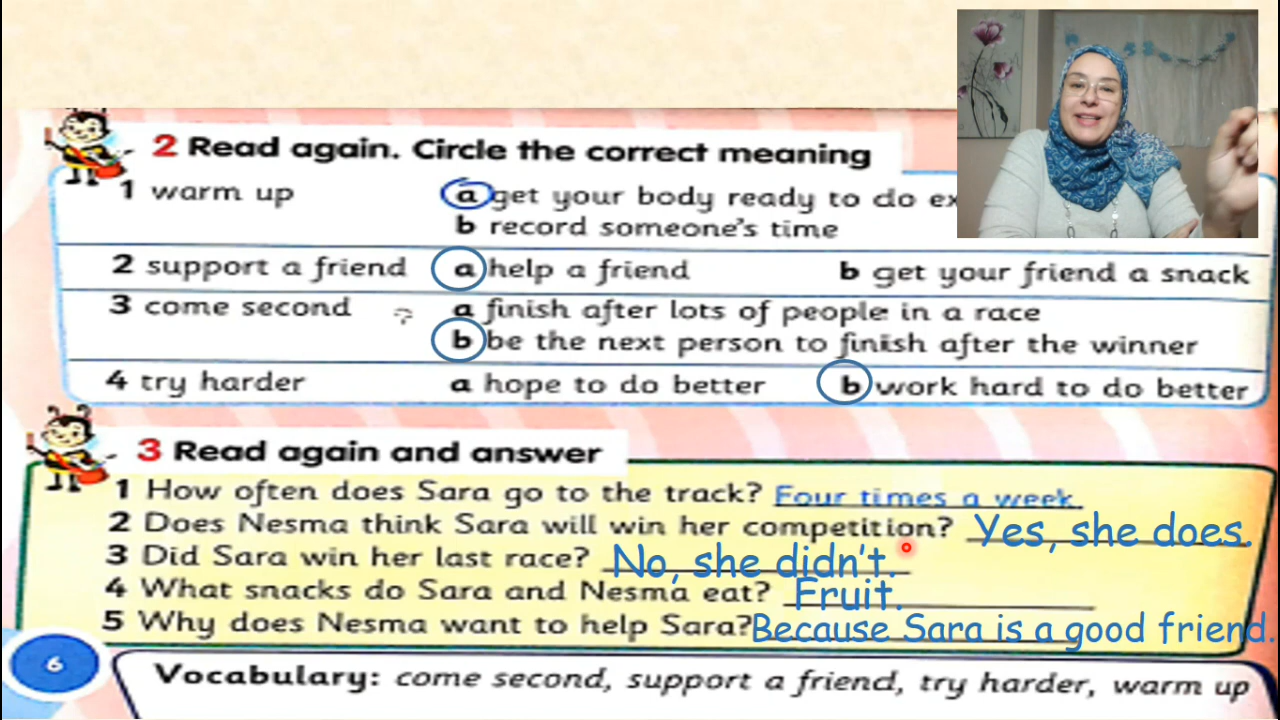 2 Read again. Circle the correct meaning
1 warm up a get your body ready to do ex
b record someone's time
2 support a friend a help a friend b get your friend a snack
3 come second a finish after lots of people in a race
b be the next person to finish after the winner
4 try harder a hope to do better b work hard to do better
3 Read again and answer
1 How often does Sara go to the track? Four times a week.
2 Does Nesma think Sara will win her competition? Yes, she does.
3 Did Sara win her last race? No, she didn't.
4 What snacks do Sara and Nesma eat? Fruit.
5 Why does Nesma want to help Sara? Because Sara is a good friend.
6
Vocabulary: come second, support a friend, try harder, warm up